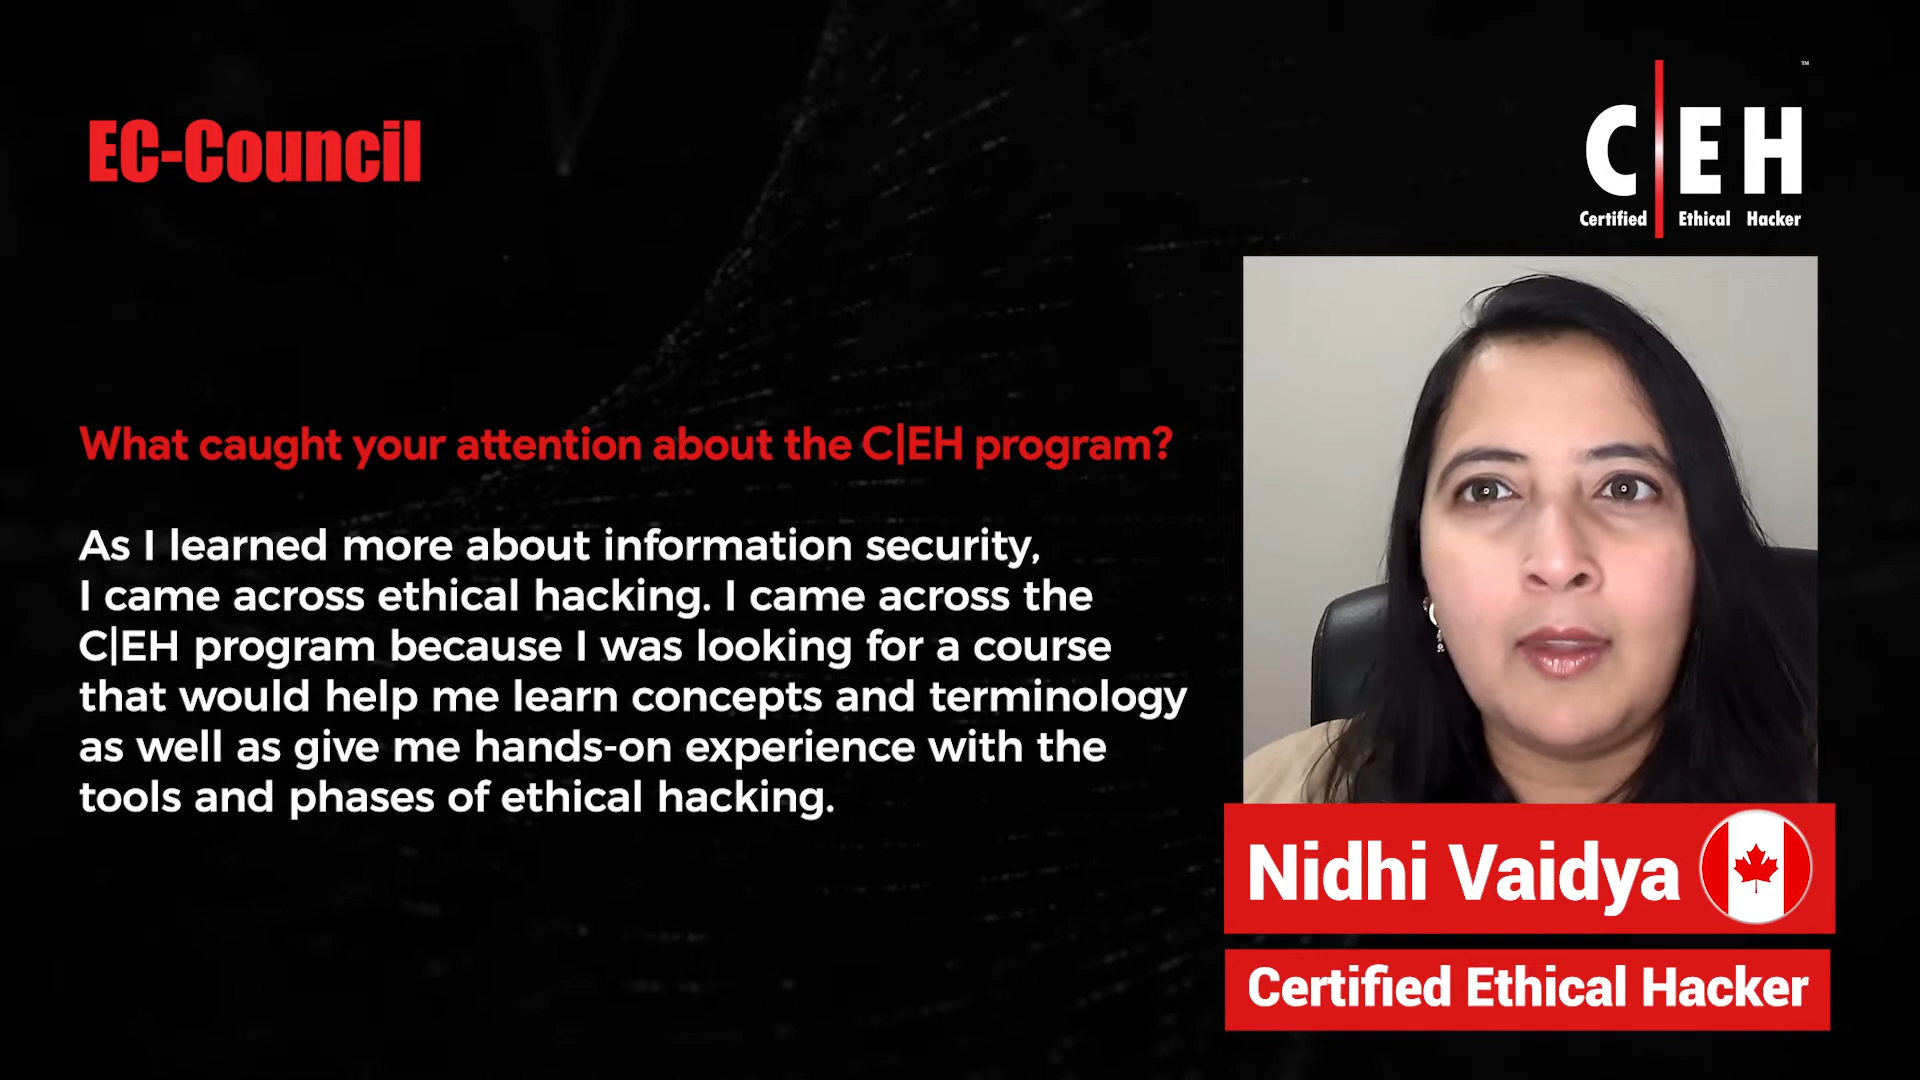 EC-Council
C|EH
™
Certified Ethical Hacker
What caught your attention about the C|EH program?
As I learned more about information security,
I came across ethical hacking. I came across the
C|EH program because I was looking for a course
that would help me learn concepts and terminology
as well as give me hands-on experience with the
tools and phases of ethical hacking.
Nidhi Vaidya
Certified Ethical Hacker